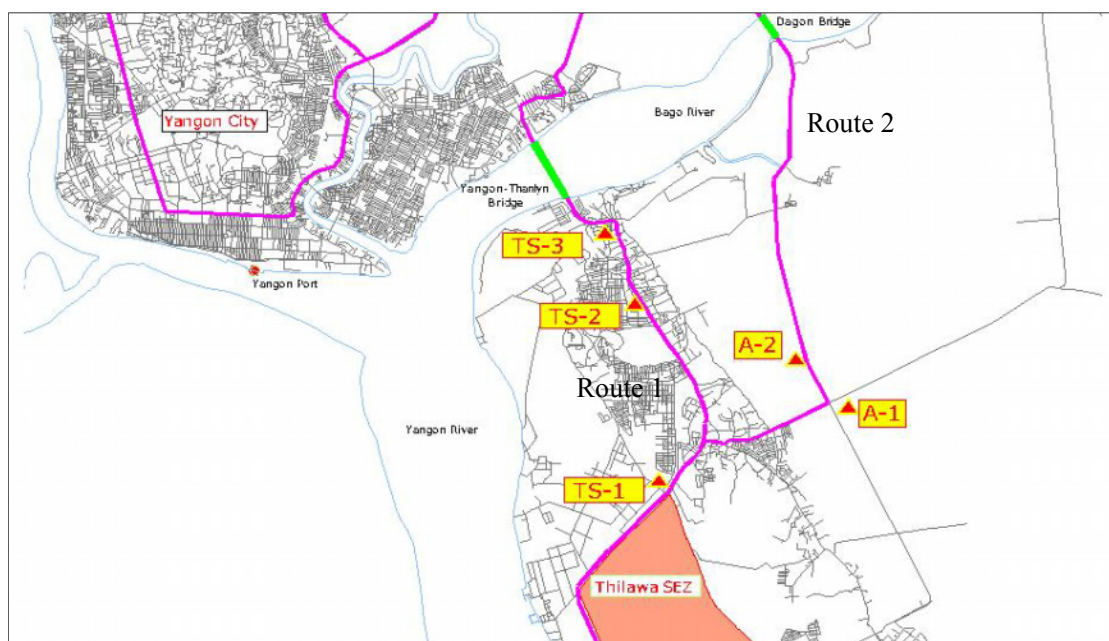 Dagon Bridge
Bago River
Route 2
Yangon City
Yangon-Thanlyn
Bridge
TS-3
Yangon Port
TS-2
A-2
Route 1
A-1
Yangon River
TS-1
Thilawa SEZ